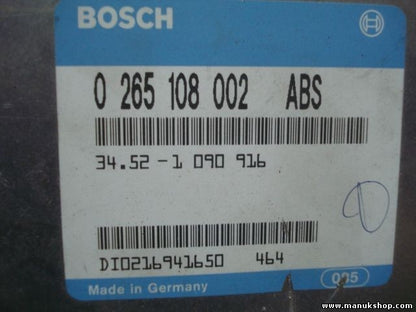 BOSCH
0 265 108 002 ABS
34.52-1 090 916
DI0216941650 464
Made in Germany 005
www.manukshop.com